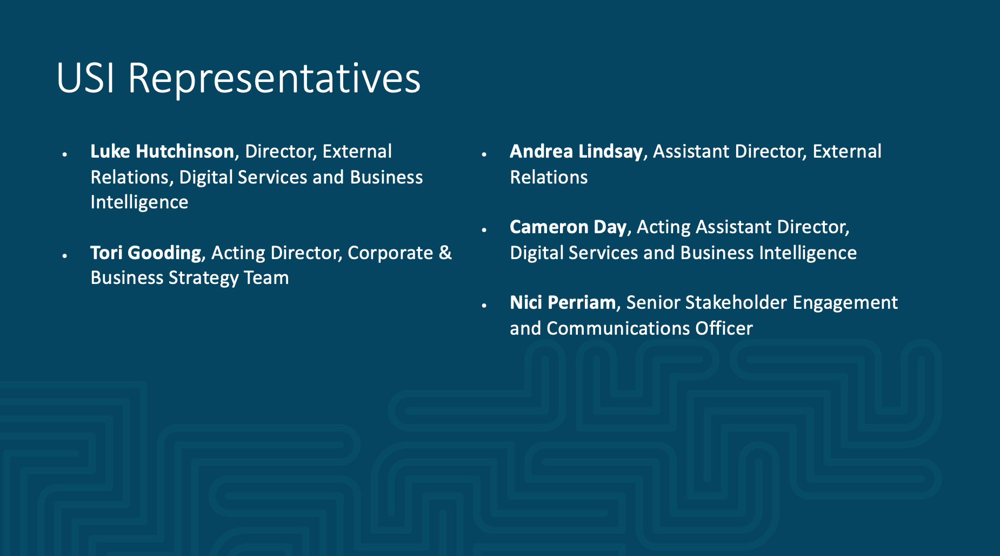 USI Representatives
• Luke Hutchinson, Director, External
Relations, Digital Services and Business
Intelligence
• Tori Gooding, Acting Director, Corporate &
Business Strategy Team
• Andrea Lindsay, Assistant Director, External
Relations
• Cameron Day, Acting Assistant Director,
Digital Services and Business Intelligence
• Nici Perriam, Senior Stakeholder Engagement
and Communications Officer